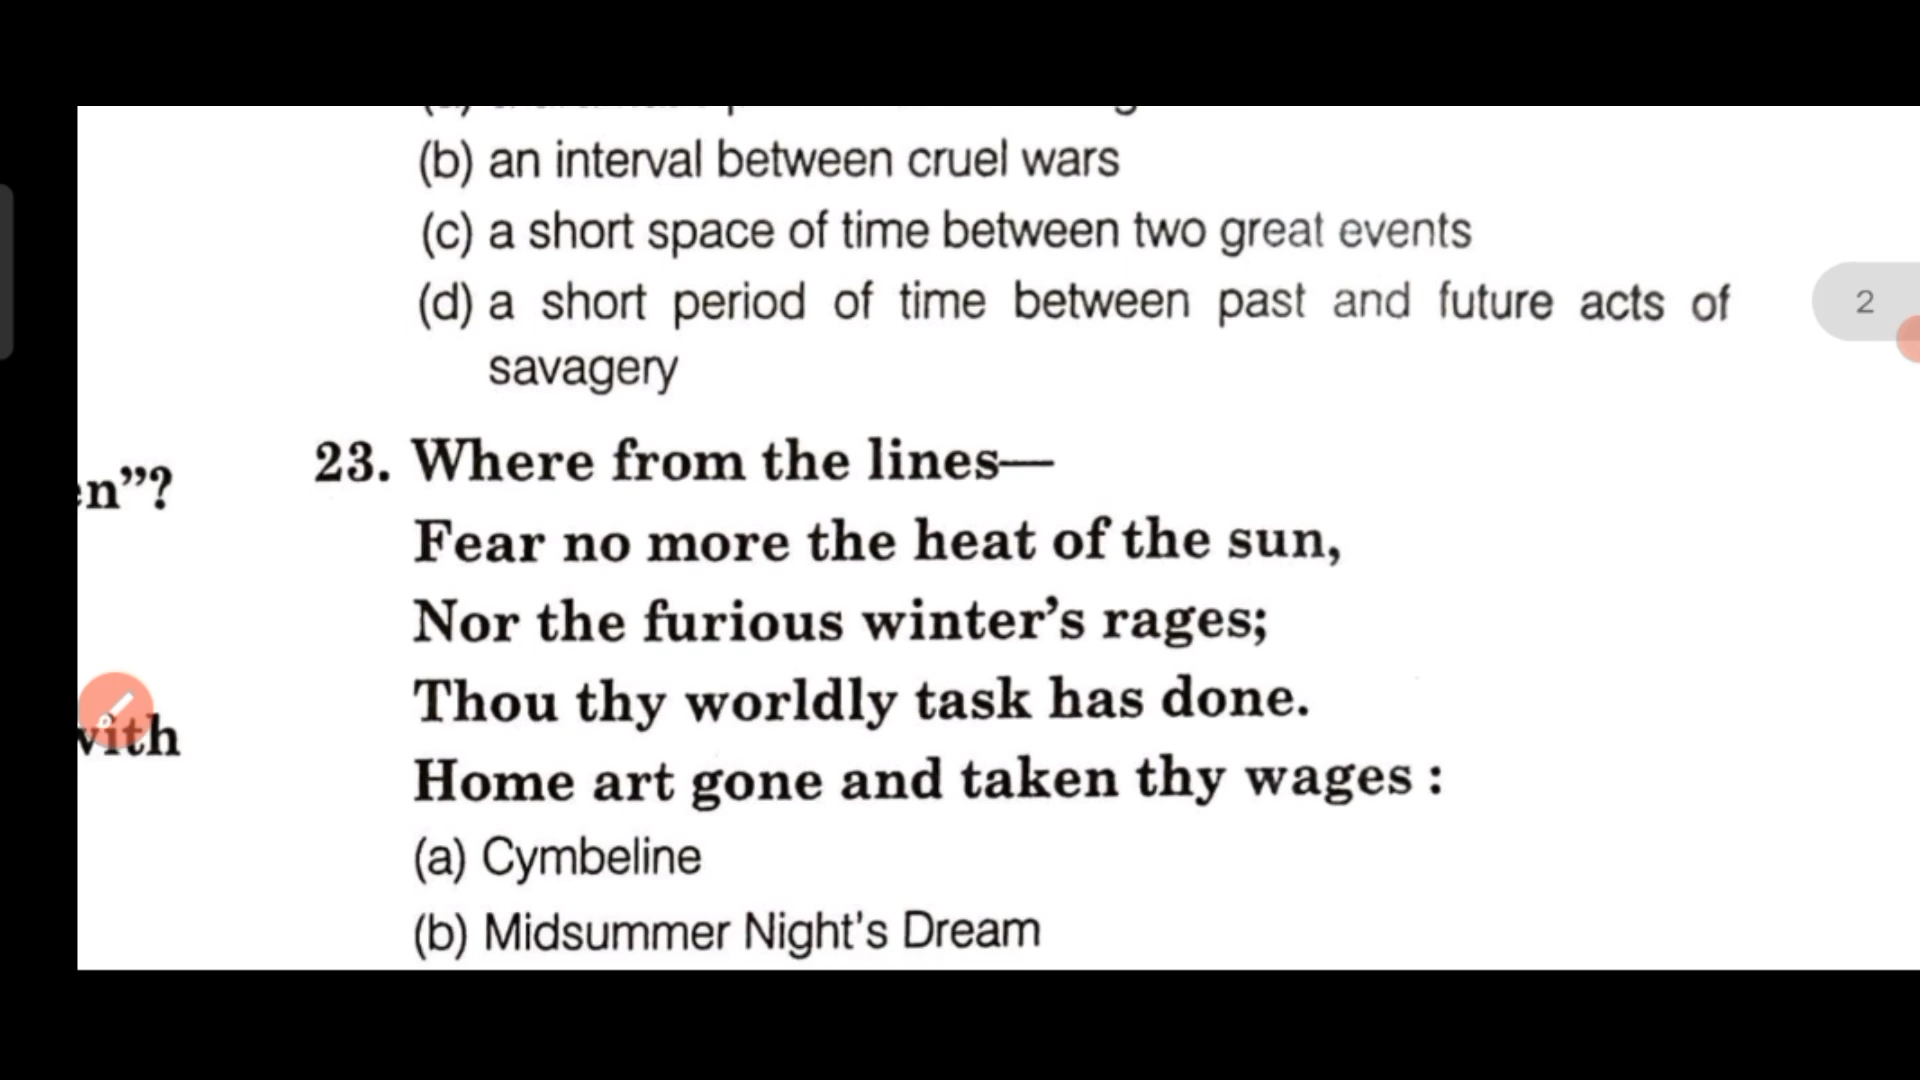 (b) an interval between cruel wars
(c) a short space of time between two great events
(d) a short period of time between past and future acts of
savagery
n”?
23. Where from the lines—
Fear no more the heat of the sun,
Nor the furious winter’s rages;
with
Thou thy worldly task has done.
Home art gone and taken thy wages :
(a) Cymbeline
(b) Midsummer Night's Dream
2